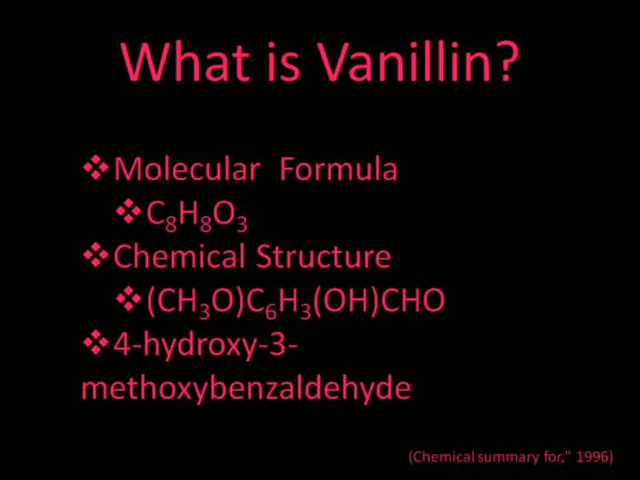 What is Vanillin?
❖Molecular Formula
❖C₈H₈O₃
❖Chemical Structure
❖(CH₃O)C₆H₃(OH)CHO
❖4-hydroxy-3-
methoxybenzaldehyde
(Chemical summary for," 1996)